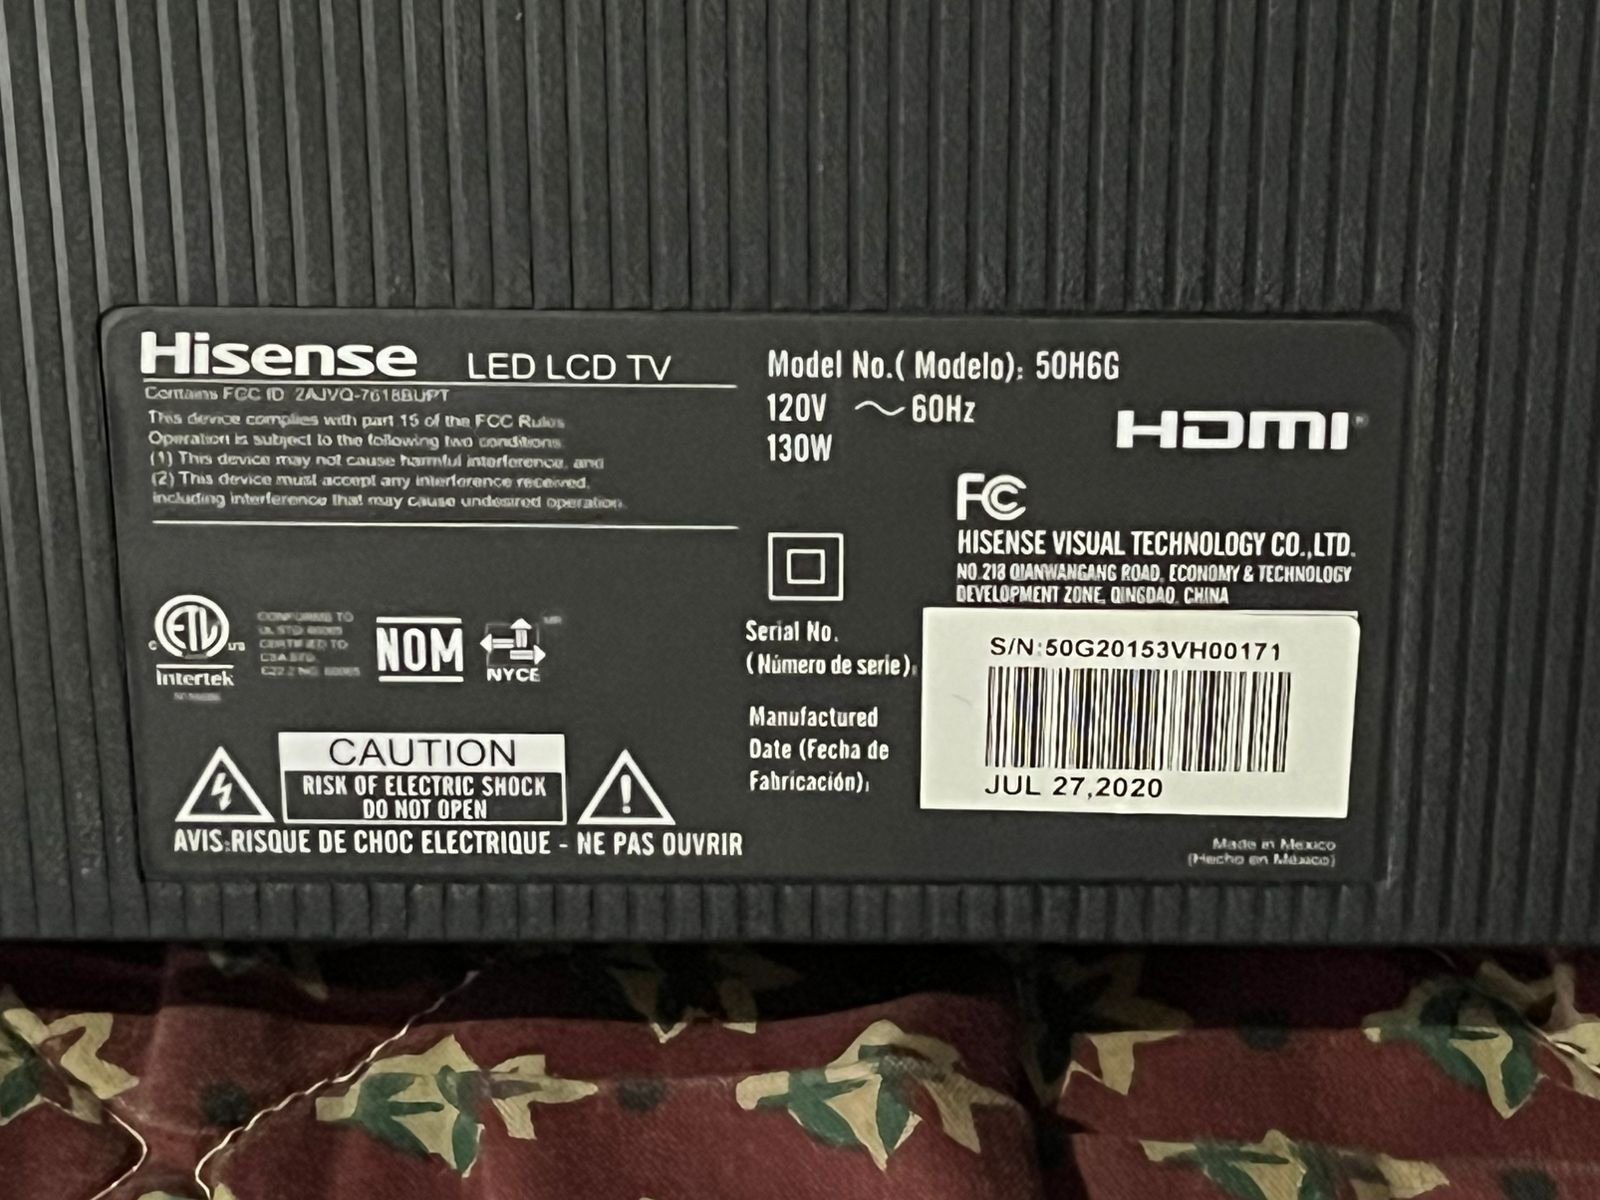 Hisense LED LCD TV
Contains FCC ID 2AJVQ-7618BUPT
This device complies with part 15 of the FCC Rules
Operation is subject to the following two conditions
(1) This device may not cause harmful interference, and
(2) This device must accept any interference received,
including interference that may cause undesired operation.
Model No.( Modelo): 50H6G
120V ～60Hz
130W
HDMI®
FC
HISENSE VISUAL TECHNOLOGY CO.,LTD.
NO.218 QIANWANGANG ROAD, ECONOMY & TECHNOLOGY
DEVELOPMENT ZONE, QINGDAO, CHINA
c ETL us
Intertek
CONFORMS TO
CERTIFIED TO
NOM
NYCE
Serial No.
(Número de serie):
S/N:50G20153VH00171
Manufactured
Date (Fecha de
Fabricación):
JUL 27,2020
CAUTION
RISK OF ELECTRIC SHOCK
DO NOT OPEN
AVIS:RISQUE DE CHOC ELECTRIQUE - NE PAS OUVRIR
Made in Mexico
(Hecho en México)